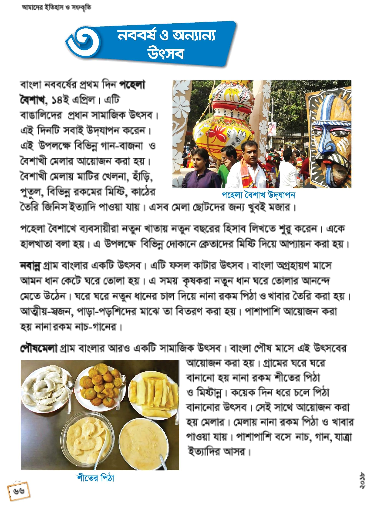 আমাদের ইতিহাস ও সংস্কৃতি
৩
নববর্ষ ও অন্যান্য
উৎসব
বাংলা নববর্ষের প্রথম দিন পহেলা
বৈশাখ, ১৪ই এপ্রিল। এটি
বাঙালিদের প্রধান সামাজিক উৎসব।
এই দিনটি সবাই উদ্‌যাপন করেন।
এই উপলক্ষে বিভিন্ন গান-বাজনা ও
বৈশাখী মেলার আয়োজন করা হয়।
বৈশাখী মেলায় মাটির খেলনা, হাঁড়ি,
পুতুল, বিভিন্ন রকমের মিষ্টি, কাঠের
পহেলা বৈশাখ উদ্‌যাপন
তৈরি জিনিস ইত্যাদি পাওয়া যায়। এসব মেলা ছোটদের জন্য খুবই মজার।
পহেলা বৈশাখে ব্যবসায়ীরা নতুন খাতায় নতুন বছরের হিসাব লিখতে শুরু করেন। একে
হালখাতা বলা হয়। এ উপলক্ষে বিভিন্ন দোকানে ক্রেতাদের মিষ্টি দিয়ে আপ্যায়ন করা হয়।
নবান্ন গ্রাম বাংলার একটি উৎসব। এটি ফসল কাটার উৎসব। বাংলা অগ্রহায়ণ মাসে
আমন ধান কেটে ঘরে তোলা হয়। এ সময় কৃষকরা নতুন ধান ঘরে তোলার আনন্দে
মেতে উঠেন। ঘরে ঘরে নতুন ধানের চাল দিয়ে নানা রকম পিঠা ও খাবার তৈরি করা হয়।
আত্মীয়-স্বজন, পাড়া-পড়শিদের মাঝে তা বিতরণ করা হয়। পাশাপাশি আয়োজন করা
হয় নানা রকম নাচ-গানের।
পৌষমেলা গ্রাম বাংলার আরও একটি সামাজিক উৎসব। বাংলা পৌষ মাসে এই উৎসবের
আয়োজন করা হয়। গ্রামের ঘরে ঘরে
বানানো হয় নানা রকম শীতের পিঠা
ও মিষ্টান্ন। কয়েক দিন ধরে চলে পিঠা
বানানোর উৎসব। সেই সাথে আয়োজন করা
হয় মেলার। মেলায় নানা রকম পিঠা ও খাবার
পাওয়া যায়। পাশাপাশি বসে নাচ, গান, যাত্রা
ইত্যাদির আসর।
শীতের পিঠা
৬৬
২০১৮